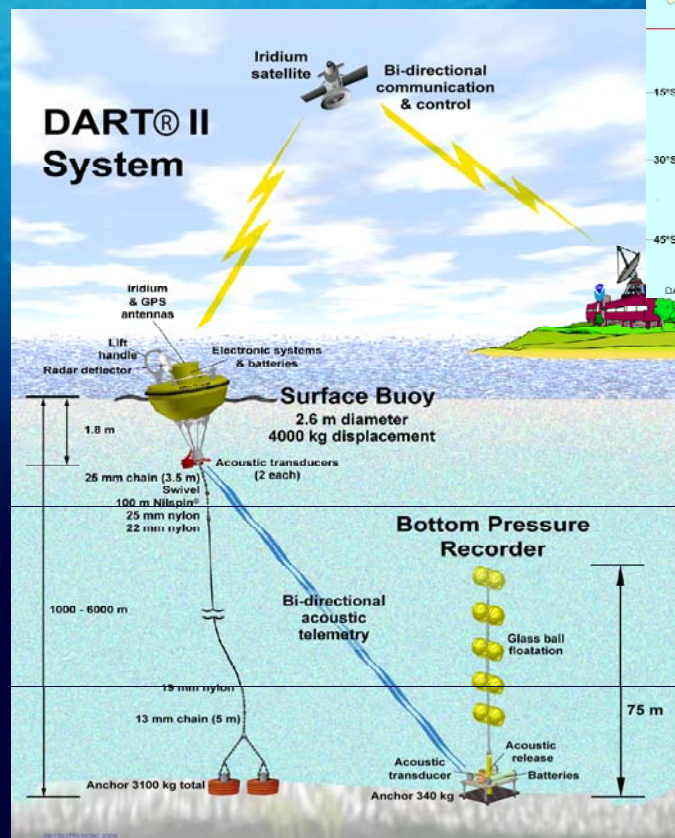 Iridium
satellite
Bi-directional
communication
& control
DART® II
System
15°S
30°S
45°S
DA
Iridium
& GPS
antennas
Lift
handle
Radar deflector
Electronic systems
& batteries
Surface Buoy
2.6 m diameter
4000 kg displacement
1.8 m
Acoustic transducers
(2 each)
25 mm chain (3.5 m)
Swivel
100 m Nilspin®
25 mm nylon
22 mm nylon
Bottom Pressure
Recorder
1000 - 6000 m
Bi-directional
acoustic
telemetry
Glass ball
floatation
19 mm nylon
13 mm chain (5 m)
75 m
Acoustic
release
Acoustic
transducer
Batteries
Anchor 3100 kg total
Anchor 340 kg